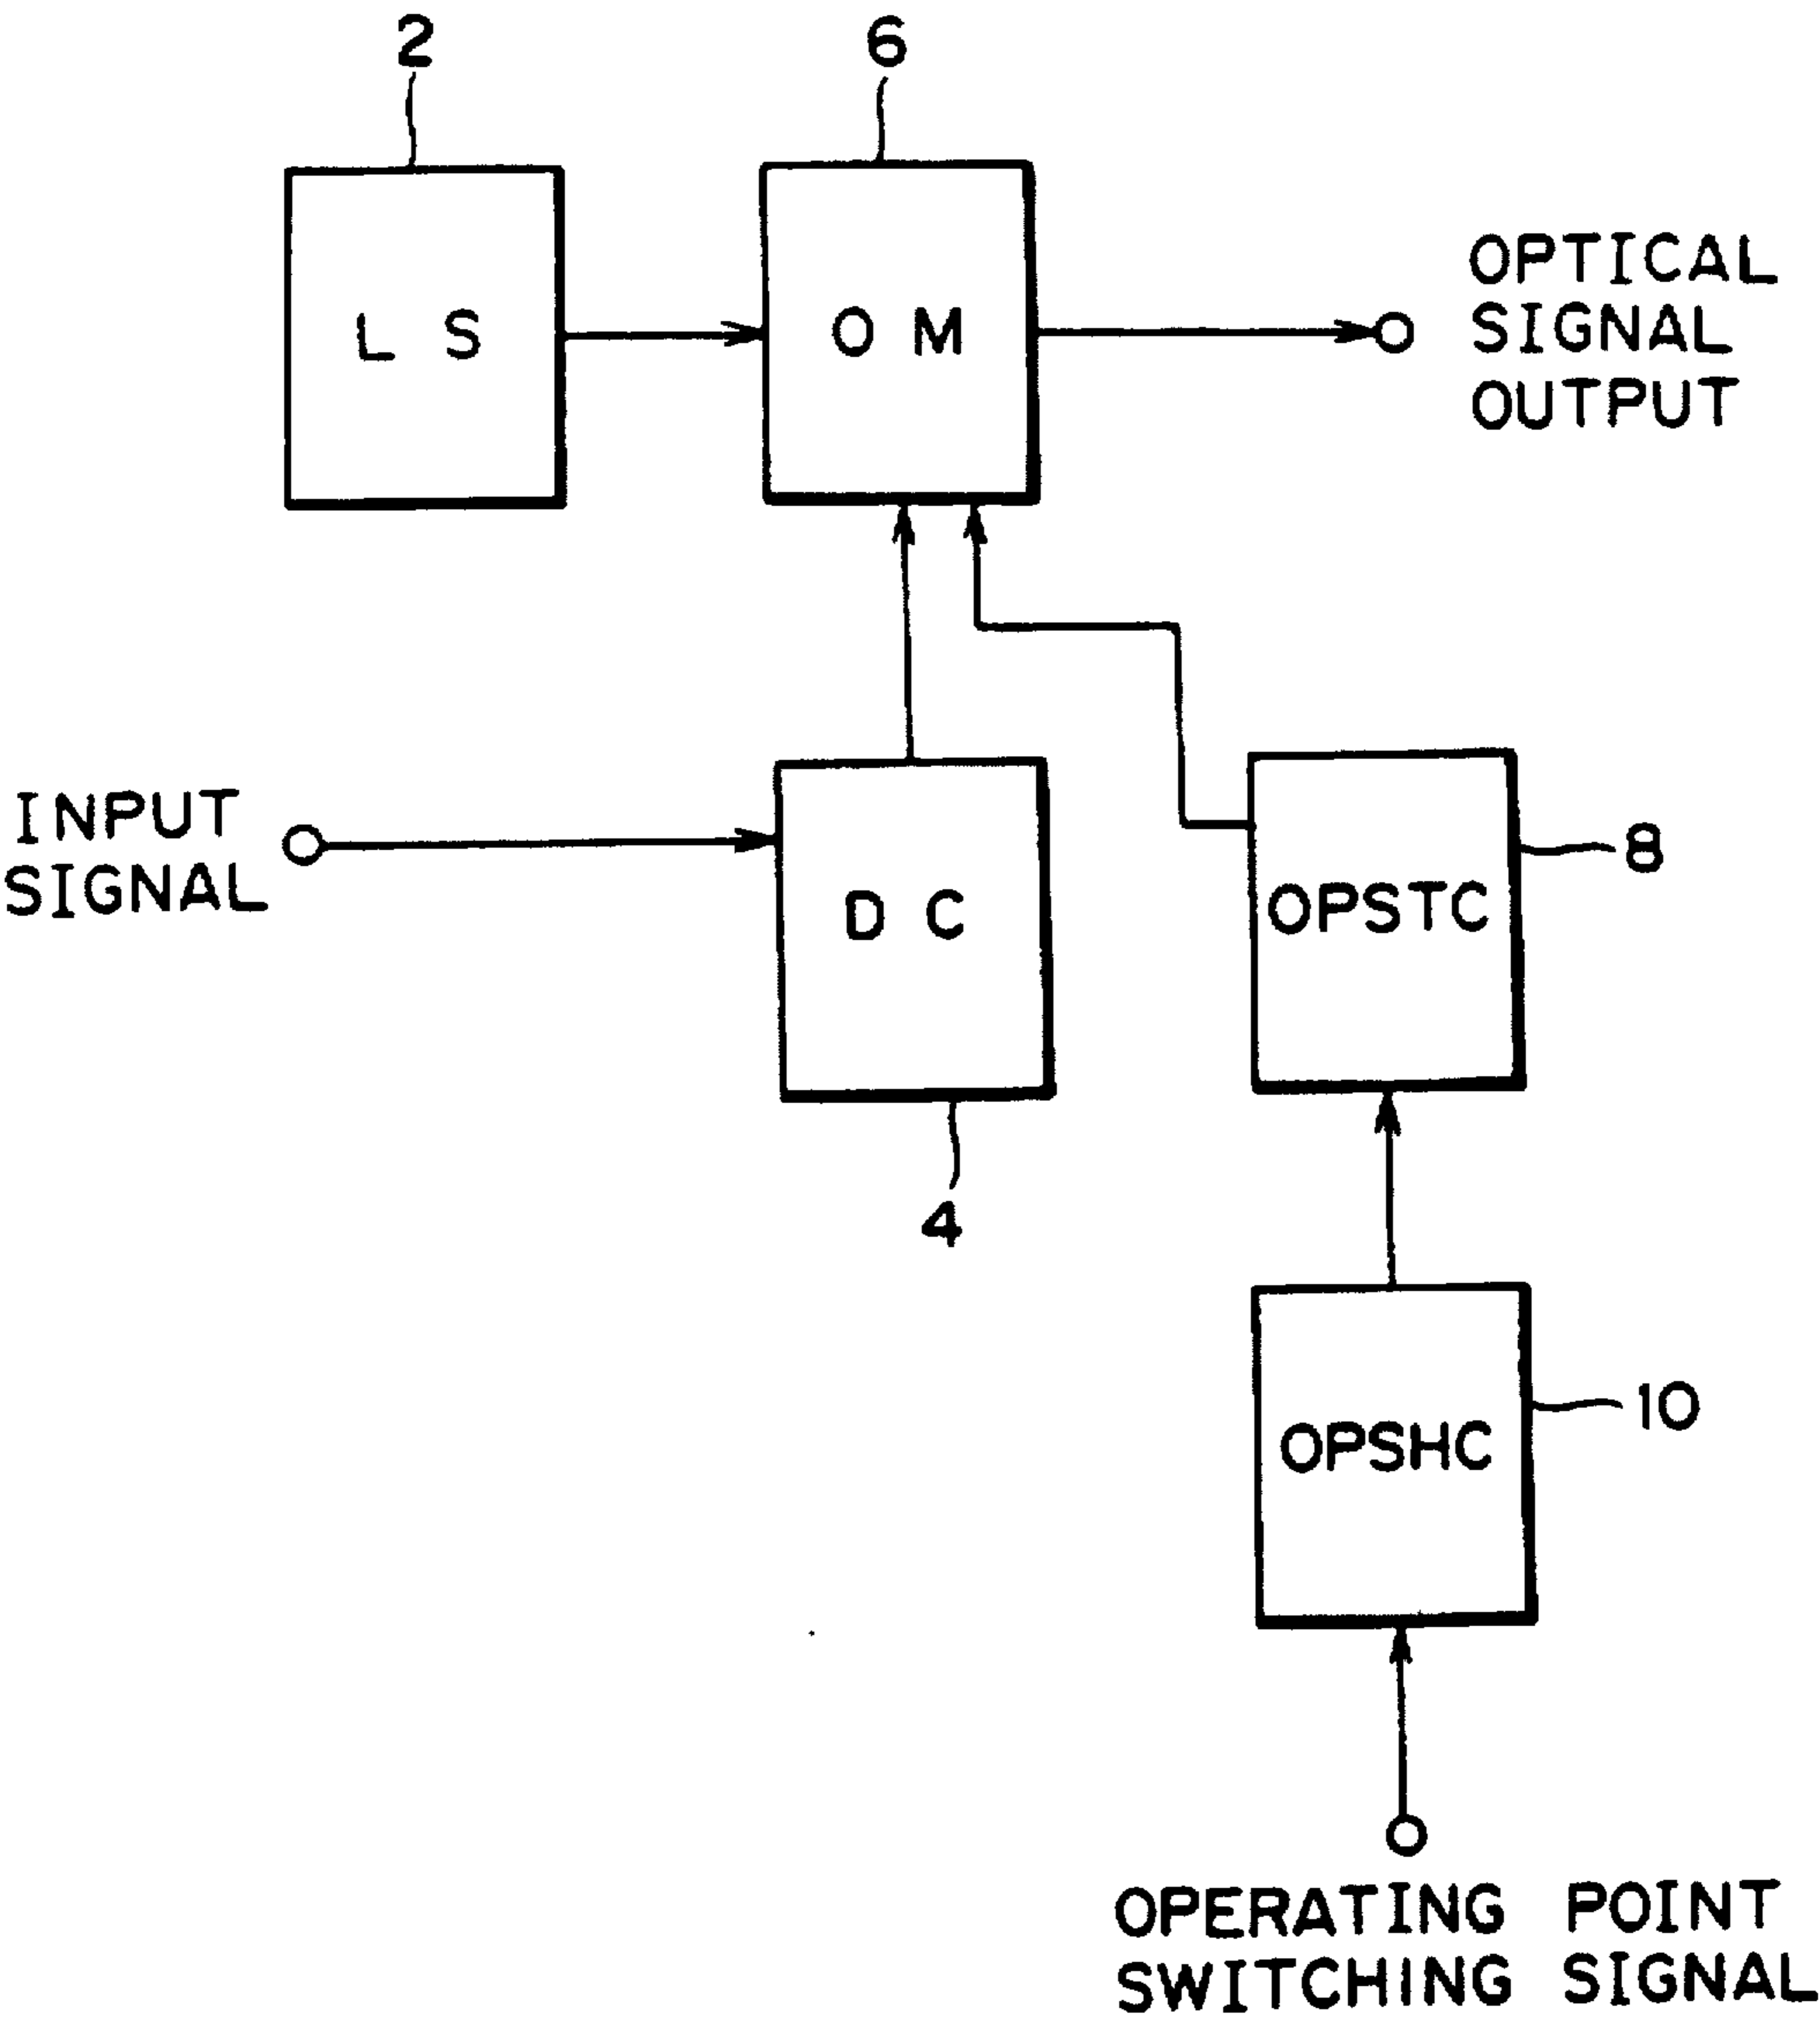 2
6
L S
O M
OPTICAL
SIGNAL
OUTPUT
INPUT
SIGNAL
D C
OPSTC
8
4
OPSHC
10
OPERATING POINT
SWITCHING SIGNAL